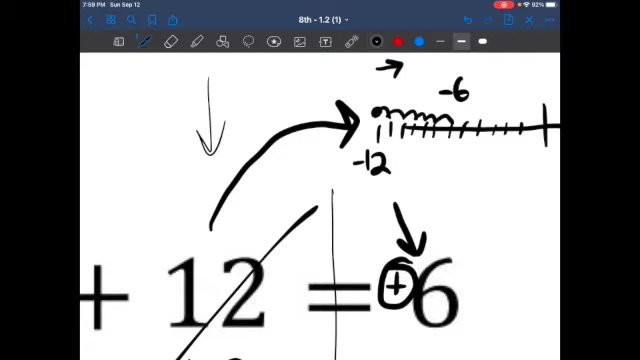 7:59 PM Sun Sep 12
92%
8th - 1.2 (1)
-6
-12
+ 12 = + 6